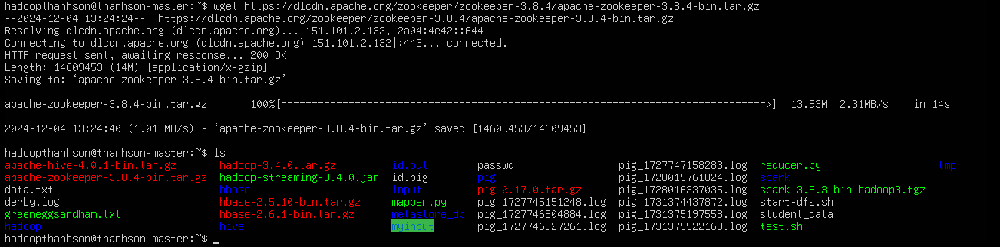 hadoopthanhson@thanhson-master:~$ wget https://dlcdn.apache.org/zookeeper/zookeeper-3.8.4/apache-zookeeper-3.8.4-bin.tar.gz
--2024-12-04 13:24:24--  https://dlcdn.apache.org/zookeeper/zookeeper-3.8.4/apache-zookeeper-3.8.4-bin.tar.gz
Resolving dlcdn.apache.org (dlcdn.apache.org)... 151.101.2.132, 2a04:4e42::644
Connecting to dlcdn.apache.org (dlcdn.apache.org)|151.101.2.132|:443... connected.
HTTP request sent, awaiting response... 200 OK
Length: 14609453 (14M) [application/x-gzip]
Saving to: ‘apache-zookeeper-3.8.4-bin.tar.gz’
apache-zookeeper-3.8.4-bin.tar.gz       100%[===============================================================================>]  13.93M  2.31MB/s    in 14s
2024-12-04 13:24:40 (1.01 MB/s) - ‘apache-zookeeper-3.8.4-bin.tar.gz’ saved [14609453/14609453]
hadoopthanhson@thanhson-master:~$ ls
apache-hive-4.0.1-bin.tar.gz       hadoop-3.4.0.tar.gz         id.out        passwd                 pig_1727747158283.log  reducer.py                   tmp
apache-zookeeper-3.8.4-bin.tar.gz  hadoop-streaming-3.4.0.jar  id.pig        pig                    pig_1728015761824.log  spark
data.txt                           hbase                       input         pig-0.17.0.tar.gz      pig_1728016337035.log  spark-3.5.3-bin-hadoop3.tgz
derby.log                          hbase-2.5.10-bin.tar.gz     mapper.py     pig_1727745151248.log  pig_1731374437872.log  start-dfs.sh
greeneggsandham.txt                hbase-2.6.1-bin.tar.gz      metastore_db  pig_1727746504884.log  pig_1731375197558.log  student_data
hadoop                             hive                        myinput       pig_1727746927261.log  pig_1731375522169.log  test.sh
hadoopthanhson@thanhson-master:~$ _